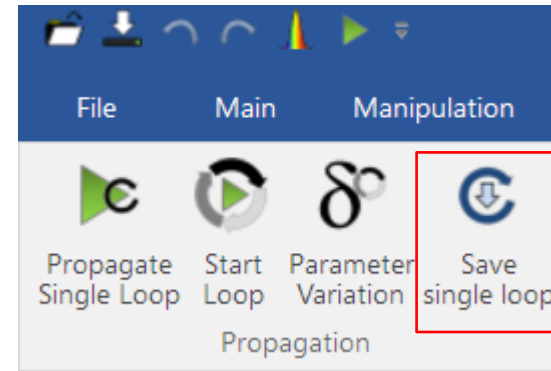 File Main Manipulation
Propagate Start Parameter Save
Single Loop Loop Variation single loop
Propagation